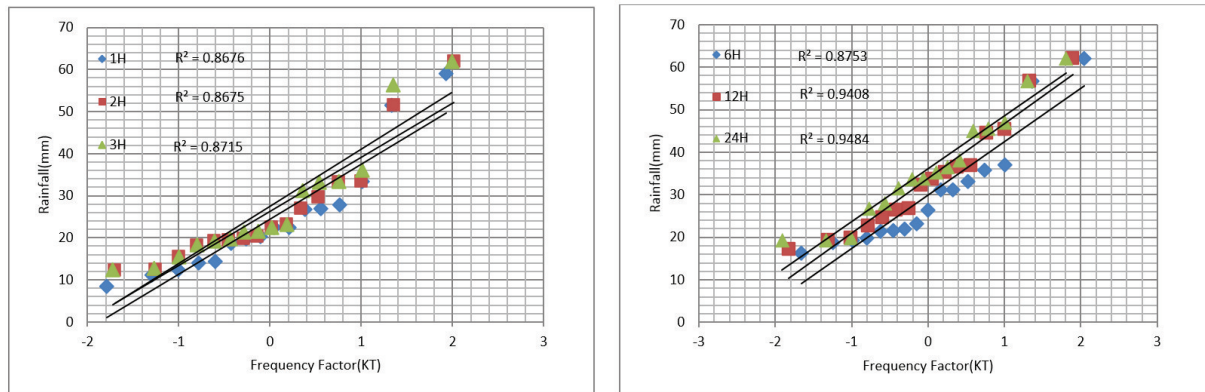 70
60
50
40
30
20
10
0
Rainfall(mm)
1H R² = 0.8676
2H R² = 0.8675
3H R² = 0.8715
-2 -1 0 1 2 3
Frequency Factor(KT)
70
60
50
40
30
20
10
0
Rainfall(mm)
6H R² = 0.8753
12H R² = 0.9408
24H R² = 0.9484
-2 -1 0 1 2 3
Frequency Factor(KT)